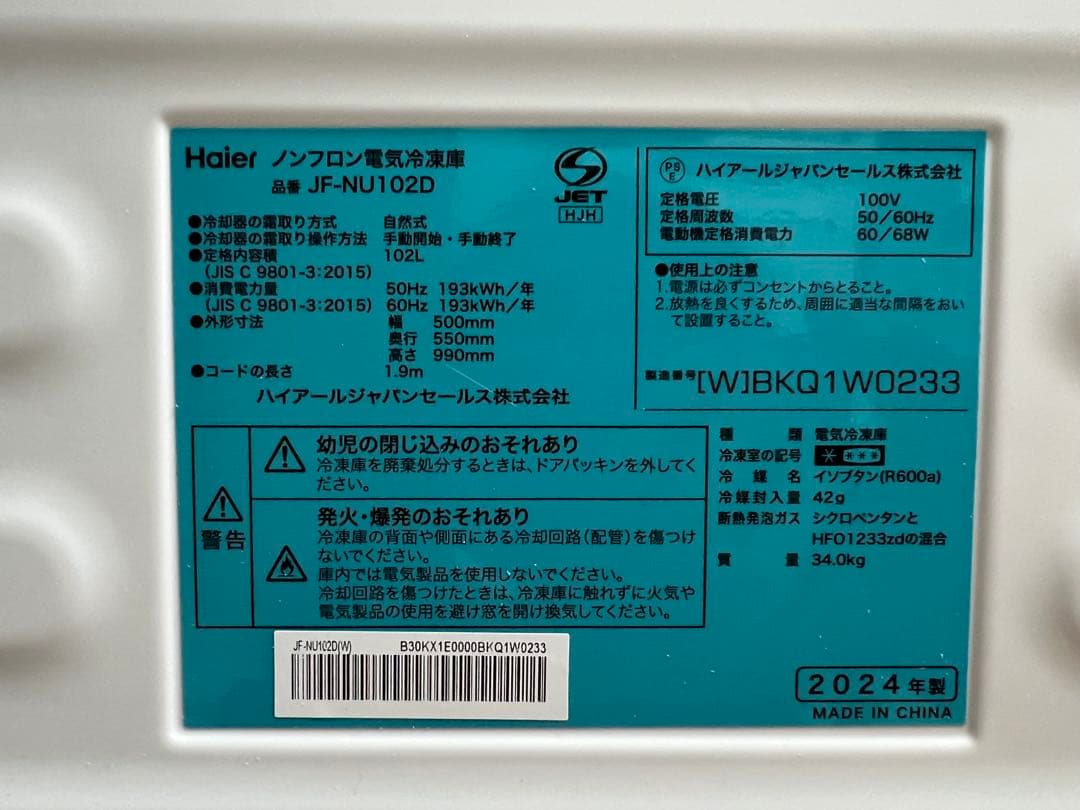 Haier ノンフロン電気冷凍庫
品番 JF-NU102D
●冷却器の霜取り方式 自然式
●冷却器の霜取り操作方法 手動開始・手動終了
●定格内容積 102L
(JIS C 9801-3:2015)
●消費電力量 50Hz 193kWh/年
(JIS C 9801-3:2015) 60Hz 193kWh/年
●外形寸法 幅 500mm
奥行 550mm
高さ 990mm
●コードの長さ 1.9m
ハイアールジャパンセールス株式会社
JET
HJH
PS
E
ハイアールジャパンセールス株式会社
定格電圧 100V
定格周波数 50/60Hz
電動機定格消費電力 60/68W
●使用上の注意
1.電源は必ずコンセントからとること。
2.放熱を良くするため、周囲に適当な間隔をおい
て設置すること。
製造番号 [W]BKQ1W0233
警告
幼児の閉じ込みのおそれあり
冷凍庫を廃棄処分するときは、ドアパッキンを外してく
ださい。
発火・爆発のおそれあり
冷凍庫の背面や側面にある冷却回路(配管)を傷つけ
ないでください。
庫内では電気製品を使用しないでください。
冷却回路を傷つけたときは、冷凍庫に触れずに火気や
電気製品の使用を避け窓を開け換気してください。
種類 電気冷凍庫
冷凍室の記号 * ***
冷媒名 イソブタン(R600a)
冷媒封入量 42g
断熱発泡ガス シクロペンタンと
HFO1233zdの混合
質量 34.0kg
JF-NU102D(W) B30KX1E0000BKQ1W0233
2024年製
MADE IN CHINA